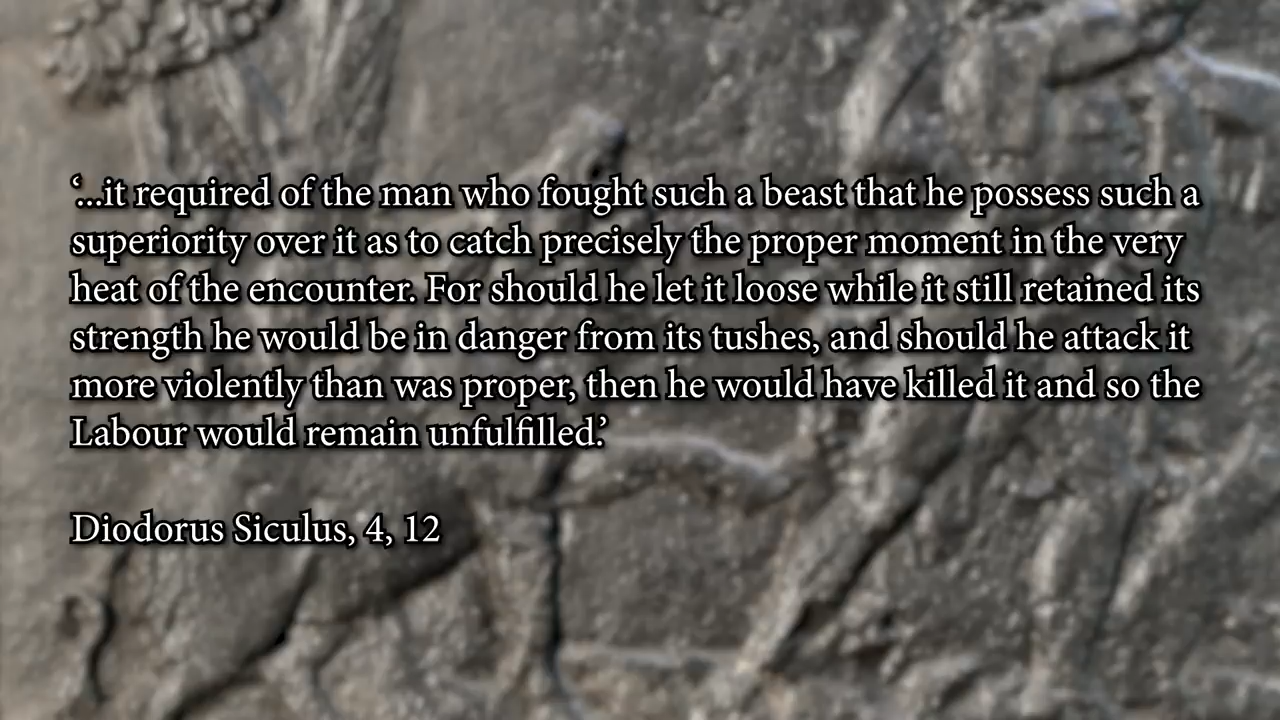 ‘...it required of the man who fought such a beast that he possess such a
superiority over it as to catch precisely the proper moment in the very
heat of the encounter. For should he let it loose while it still retained its
strength he would be in danger from its tushes, and should he attack it
more violently than was proper, then he would have killed it and so the
Labour would remain unfulfilled.’
Diodorus Siculus, 4, 12